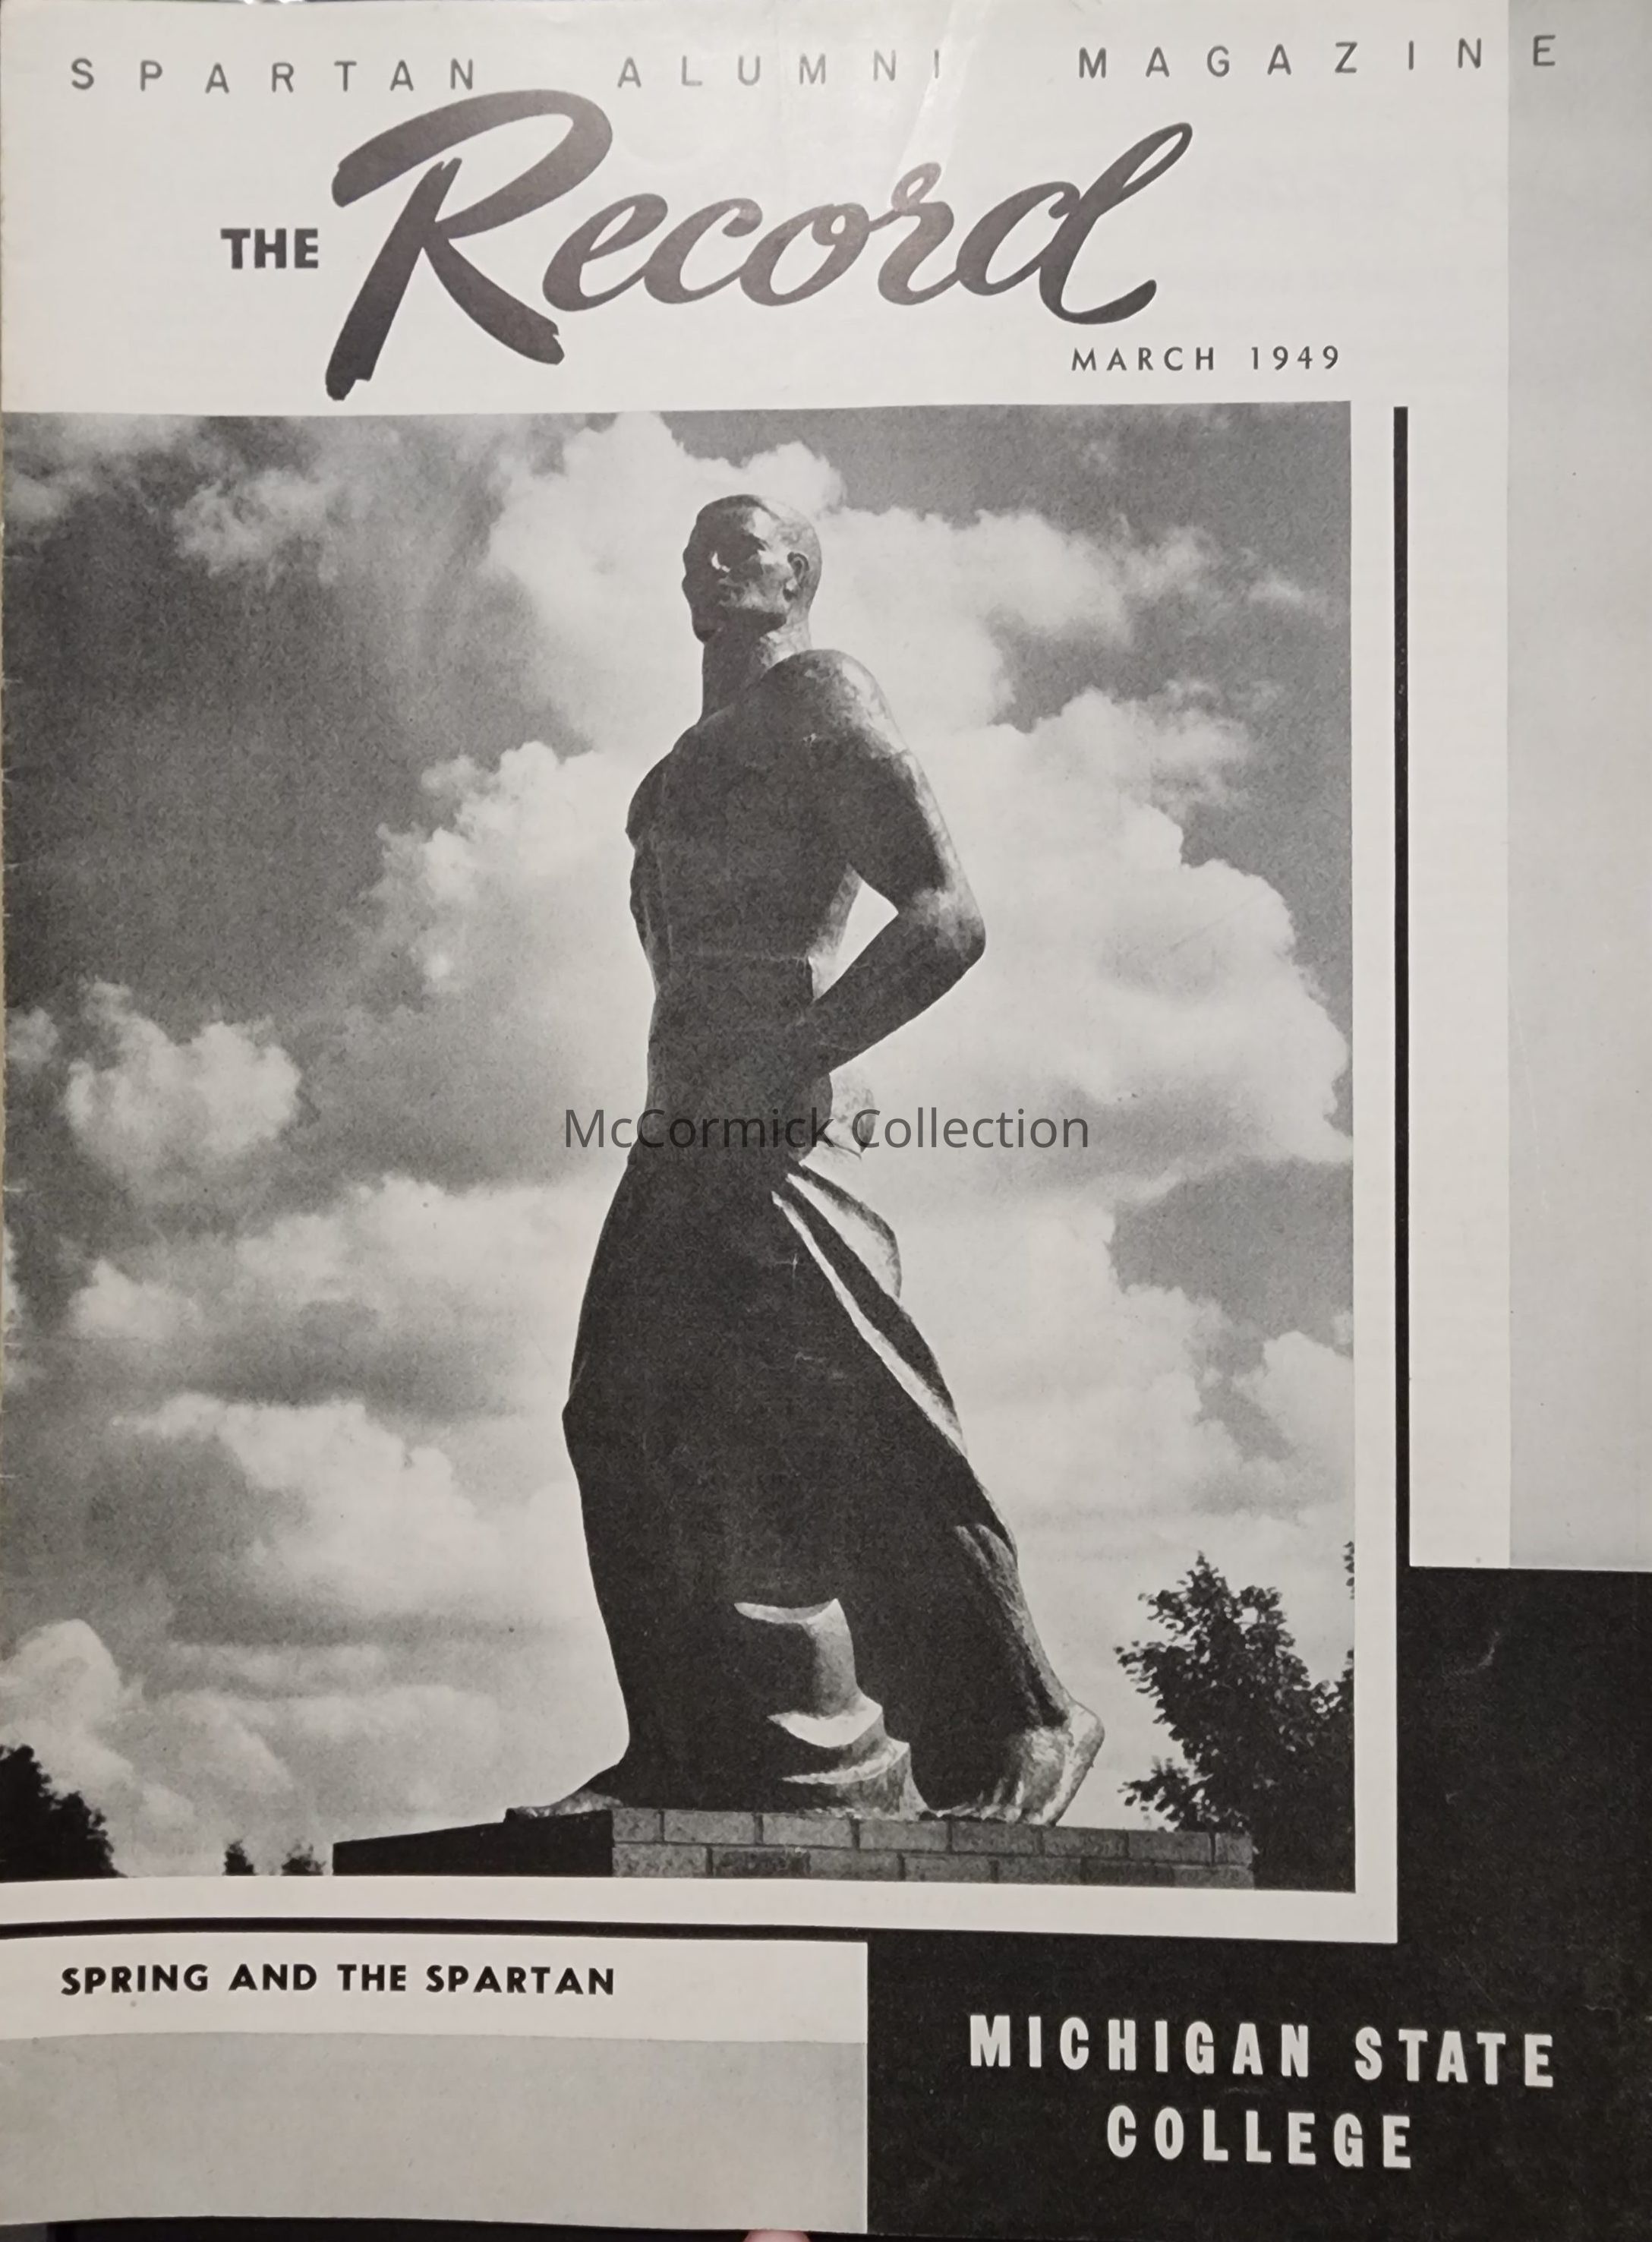 SPARTAN ALUMNI MAGAZINE
THE Record
MARCH 1949
McCormick Collection
SPRING AND THE SPARTAN
MICHIGAN STATE
COLLEGE